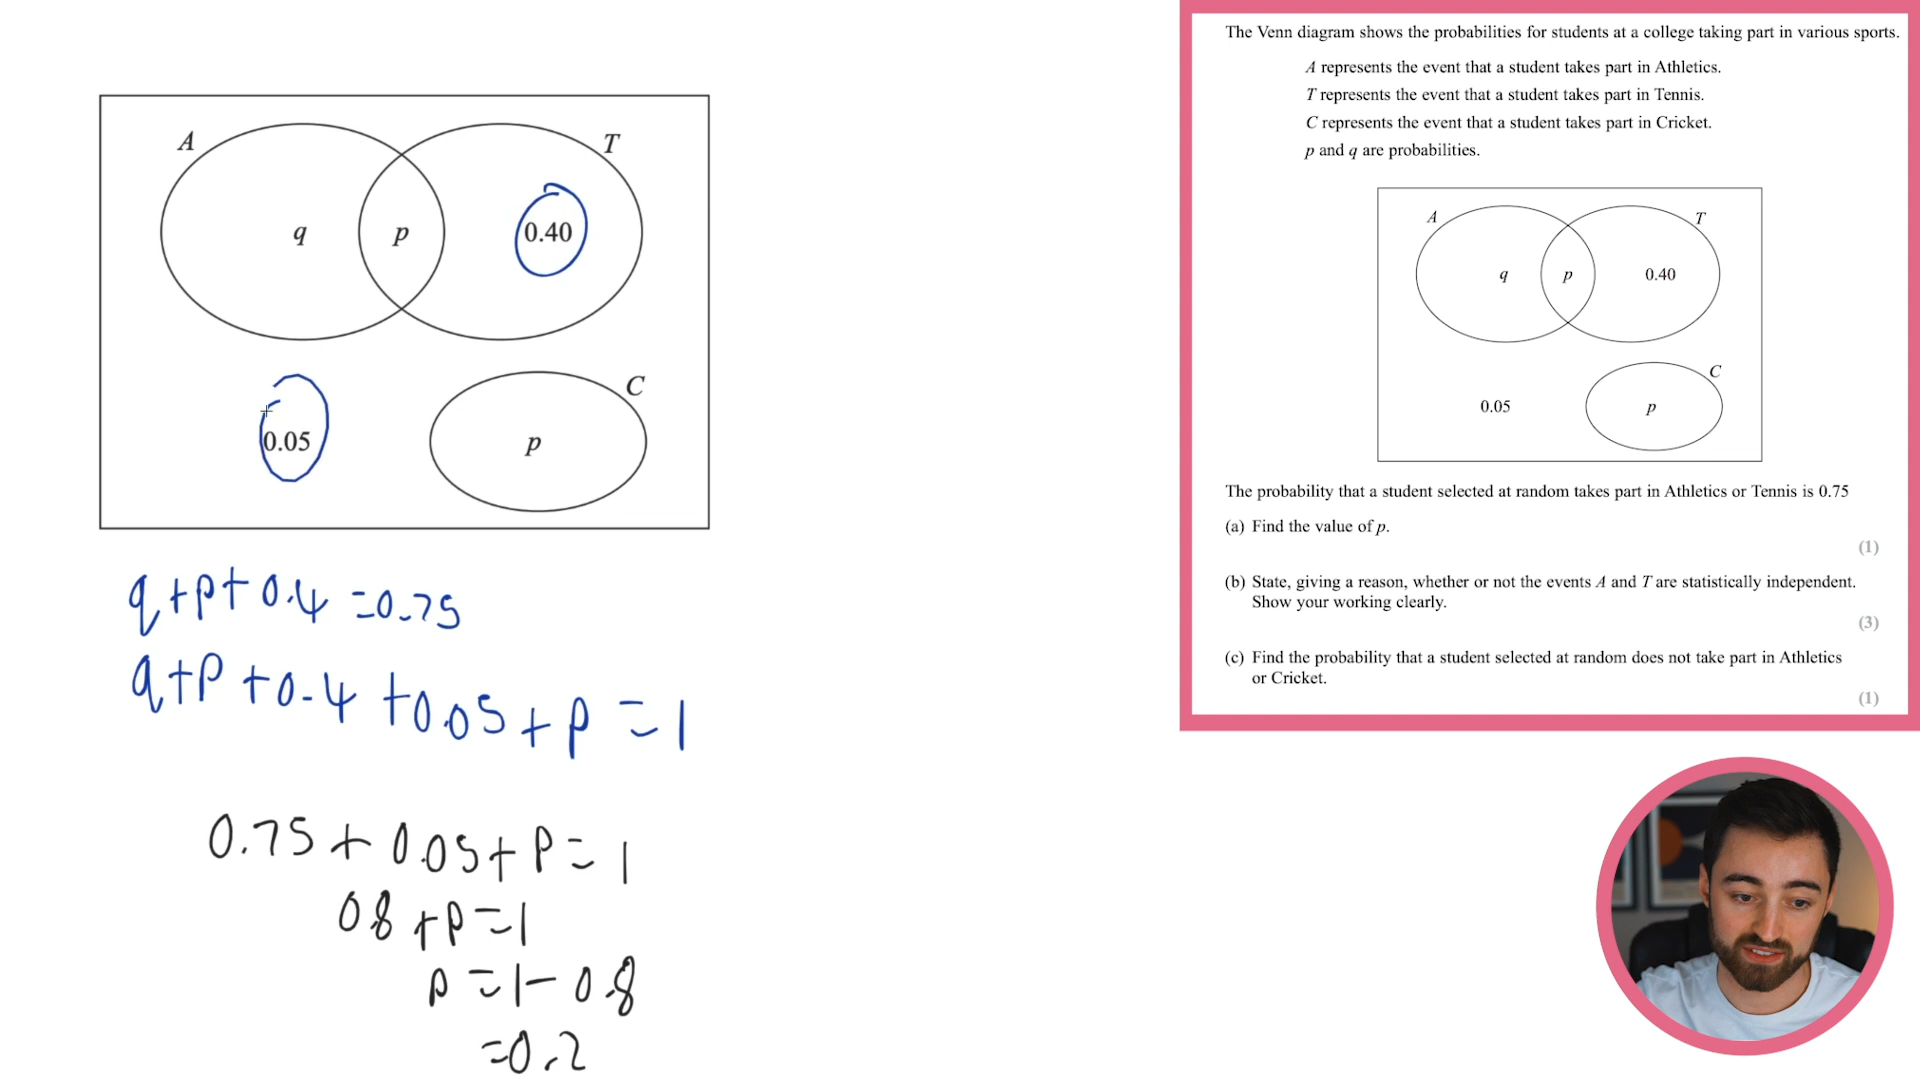 A
T
q
p
0.40
C
0.05
p
q+p+0.4=0.75
q+p+0.4+0.05+p=1
0.75+0.05+p=1
0.8+p=1
p=1-0.8
=0.2
The Venn diagram shows the probabilities for students at a college taking part in various sports.
A represents the event that a student takes part in Athletics.
T represents the event that a student takes part in Tennis.
C represents the event that a student takes part in Cricket.
p and q are probabilities.
A
T
q
p
0.40
C
0.05
p
The probability that a student selected at random takes part in Athletics or Tennis is 0.75
(a) Find the value of p.
(1)
(b) State, giving a reason, whether or not the events A and T are statistically independent.
Show your working clearly.
(3)
(c) Find the probability that a student selected at random does not take part in Athletics
or Cricket.
(1)